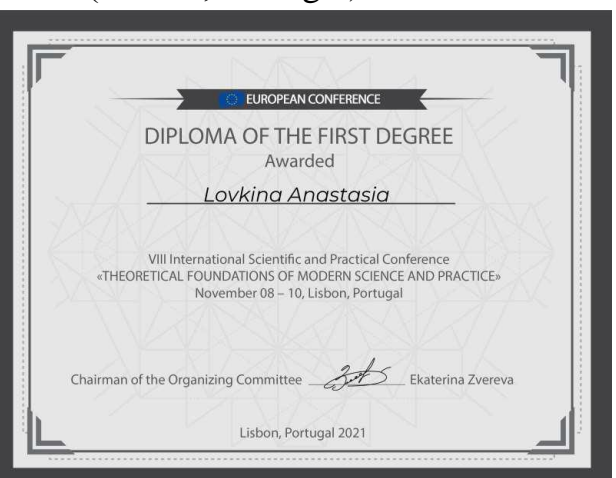 EUROPEAN CONFERENCE
DIPLOMA OF THE FIRST DEGREE
Awarded
Lovkina Anastasia
VIII International Scientific and Practical Conference
«THEORETICAL FOUNDATIONS OF MODERN SCIENCE AND PRACTICE»
November 08 – 10, Lisbon, Portugal
Chairman of the Organizing Committee Ekaterina Zvereva
Lisbon, Portugal 2021